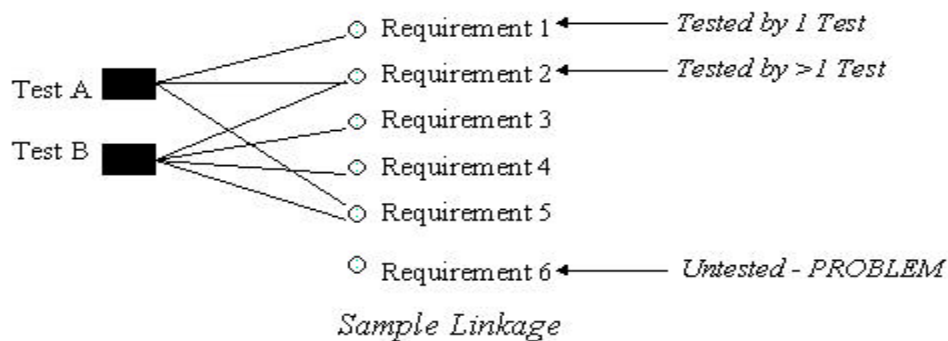 Requirement 1 Tested by 1 Test
Test A Requirement 2 Tested by >1 Test
Requirement 3
Test B Requirement 4
Requirement 5
Requirement 6 Untested - PROBLEM
Sample Linkage